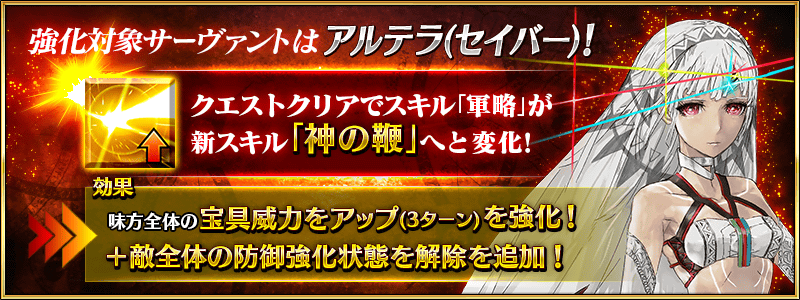 強化対象サーヴァントはアルテラ(セイバー)!
クエストクリアでスキル「軍略」が
新スキル「神の鞭」へと変化!
効果
味方全体の宝具威力をアップ(3ターン)を強化!
+敵全体の防御強化状態を解除を追加!